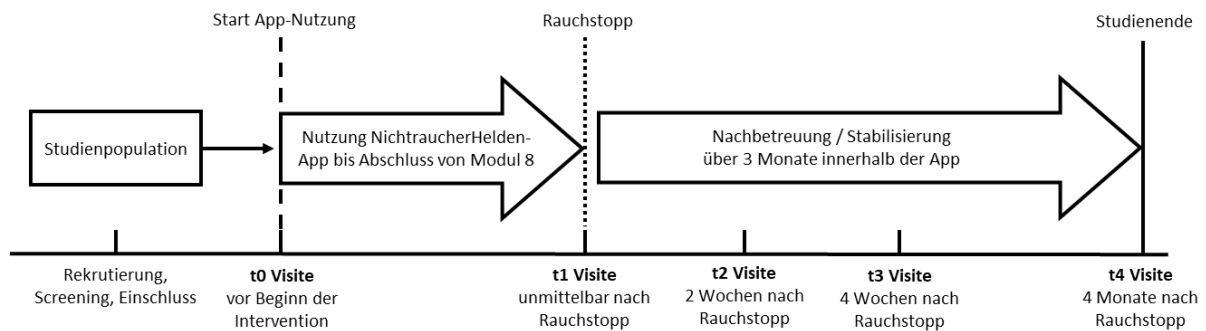 Start App-Nutzung
Rauchstopp
Studienende
Studienpopulation
Nutzung NichtraucherHelden-
App bis Abschluss von Modul 8
Nachbetreuung / Stabilisierung
über 3 Monate innerhalb der App
Rekrutierung,
Screening, Einschluss
t0 Visite
vor Beginn der
Intervention
t1 Visite
unmittelbar nach
Rauchstopp
t2 Visite
2 Wochen nach
Rauchstopp
t3 Visite
4 Wochen nach
Rauchstopp
t4 Visite
4 Monate nach
Rauchstopp